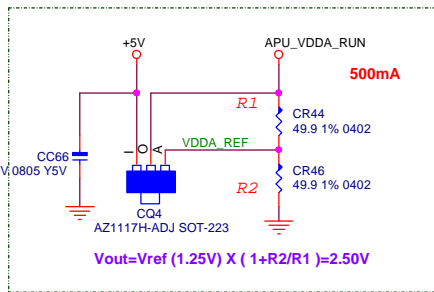 +5V
APU_VDDA_RUN
500mA
R1
CR44
49.9 1% 0402
I
O
A
VDDA_REF
CC66
V 0805 Y5V
R2
CR46
49.9 1% 0402
CQ4
AZ1117H-ADJ SOT-223
Vout=Vref (1.25V) X ( 1+R2/R1 )=2.50V